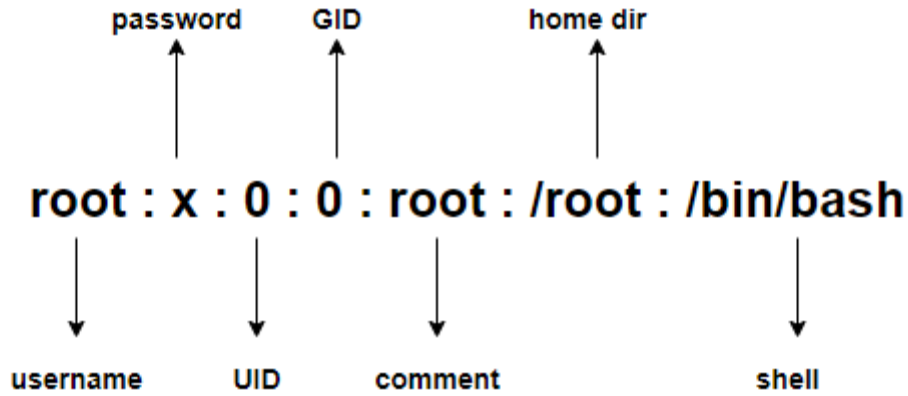 password GID home dir
root : x : 0 : 0 : root : /root : /bin/bash
username UID comment shell